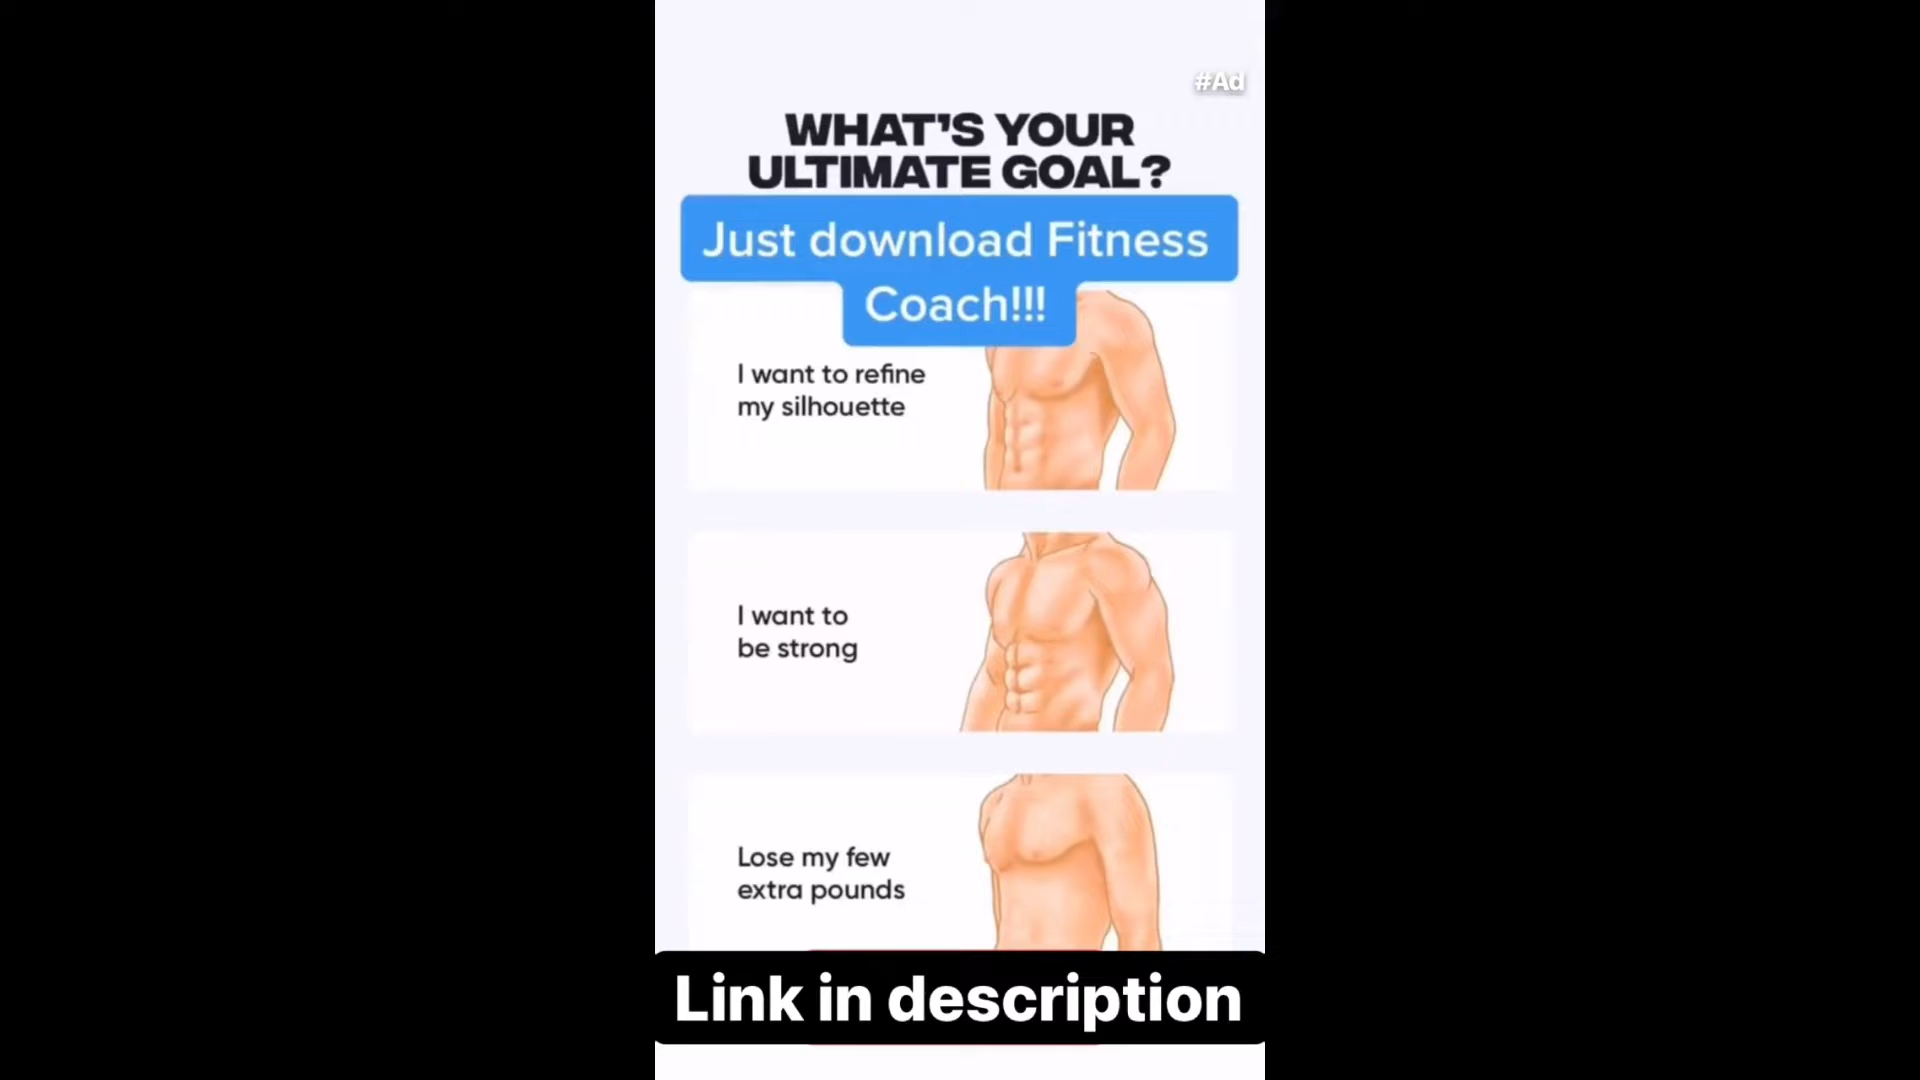 #Ad
WHAT'S YOUR
ULTIMATE GOAL?
Just download Fitness
Coach!!!
I want to refine
my silhouette
I want to
be strong
Lose my few
extra pounds
Link in description